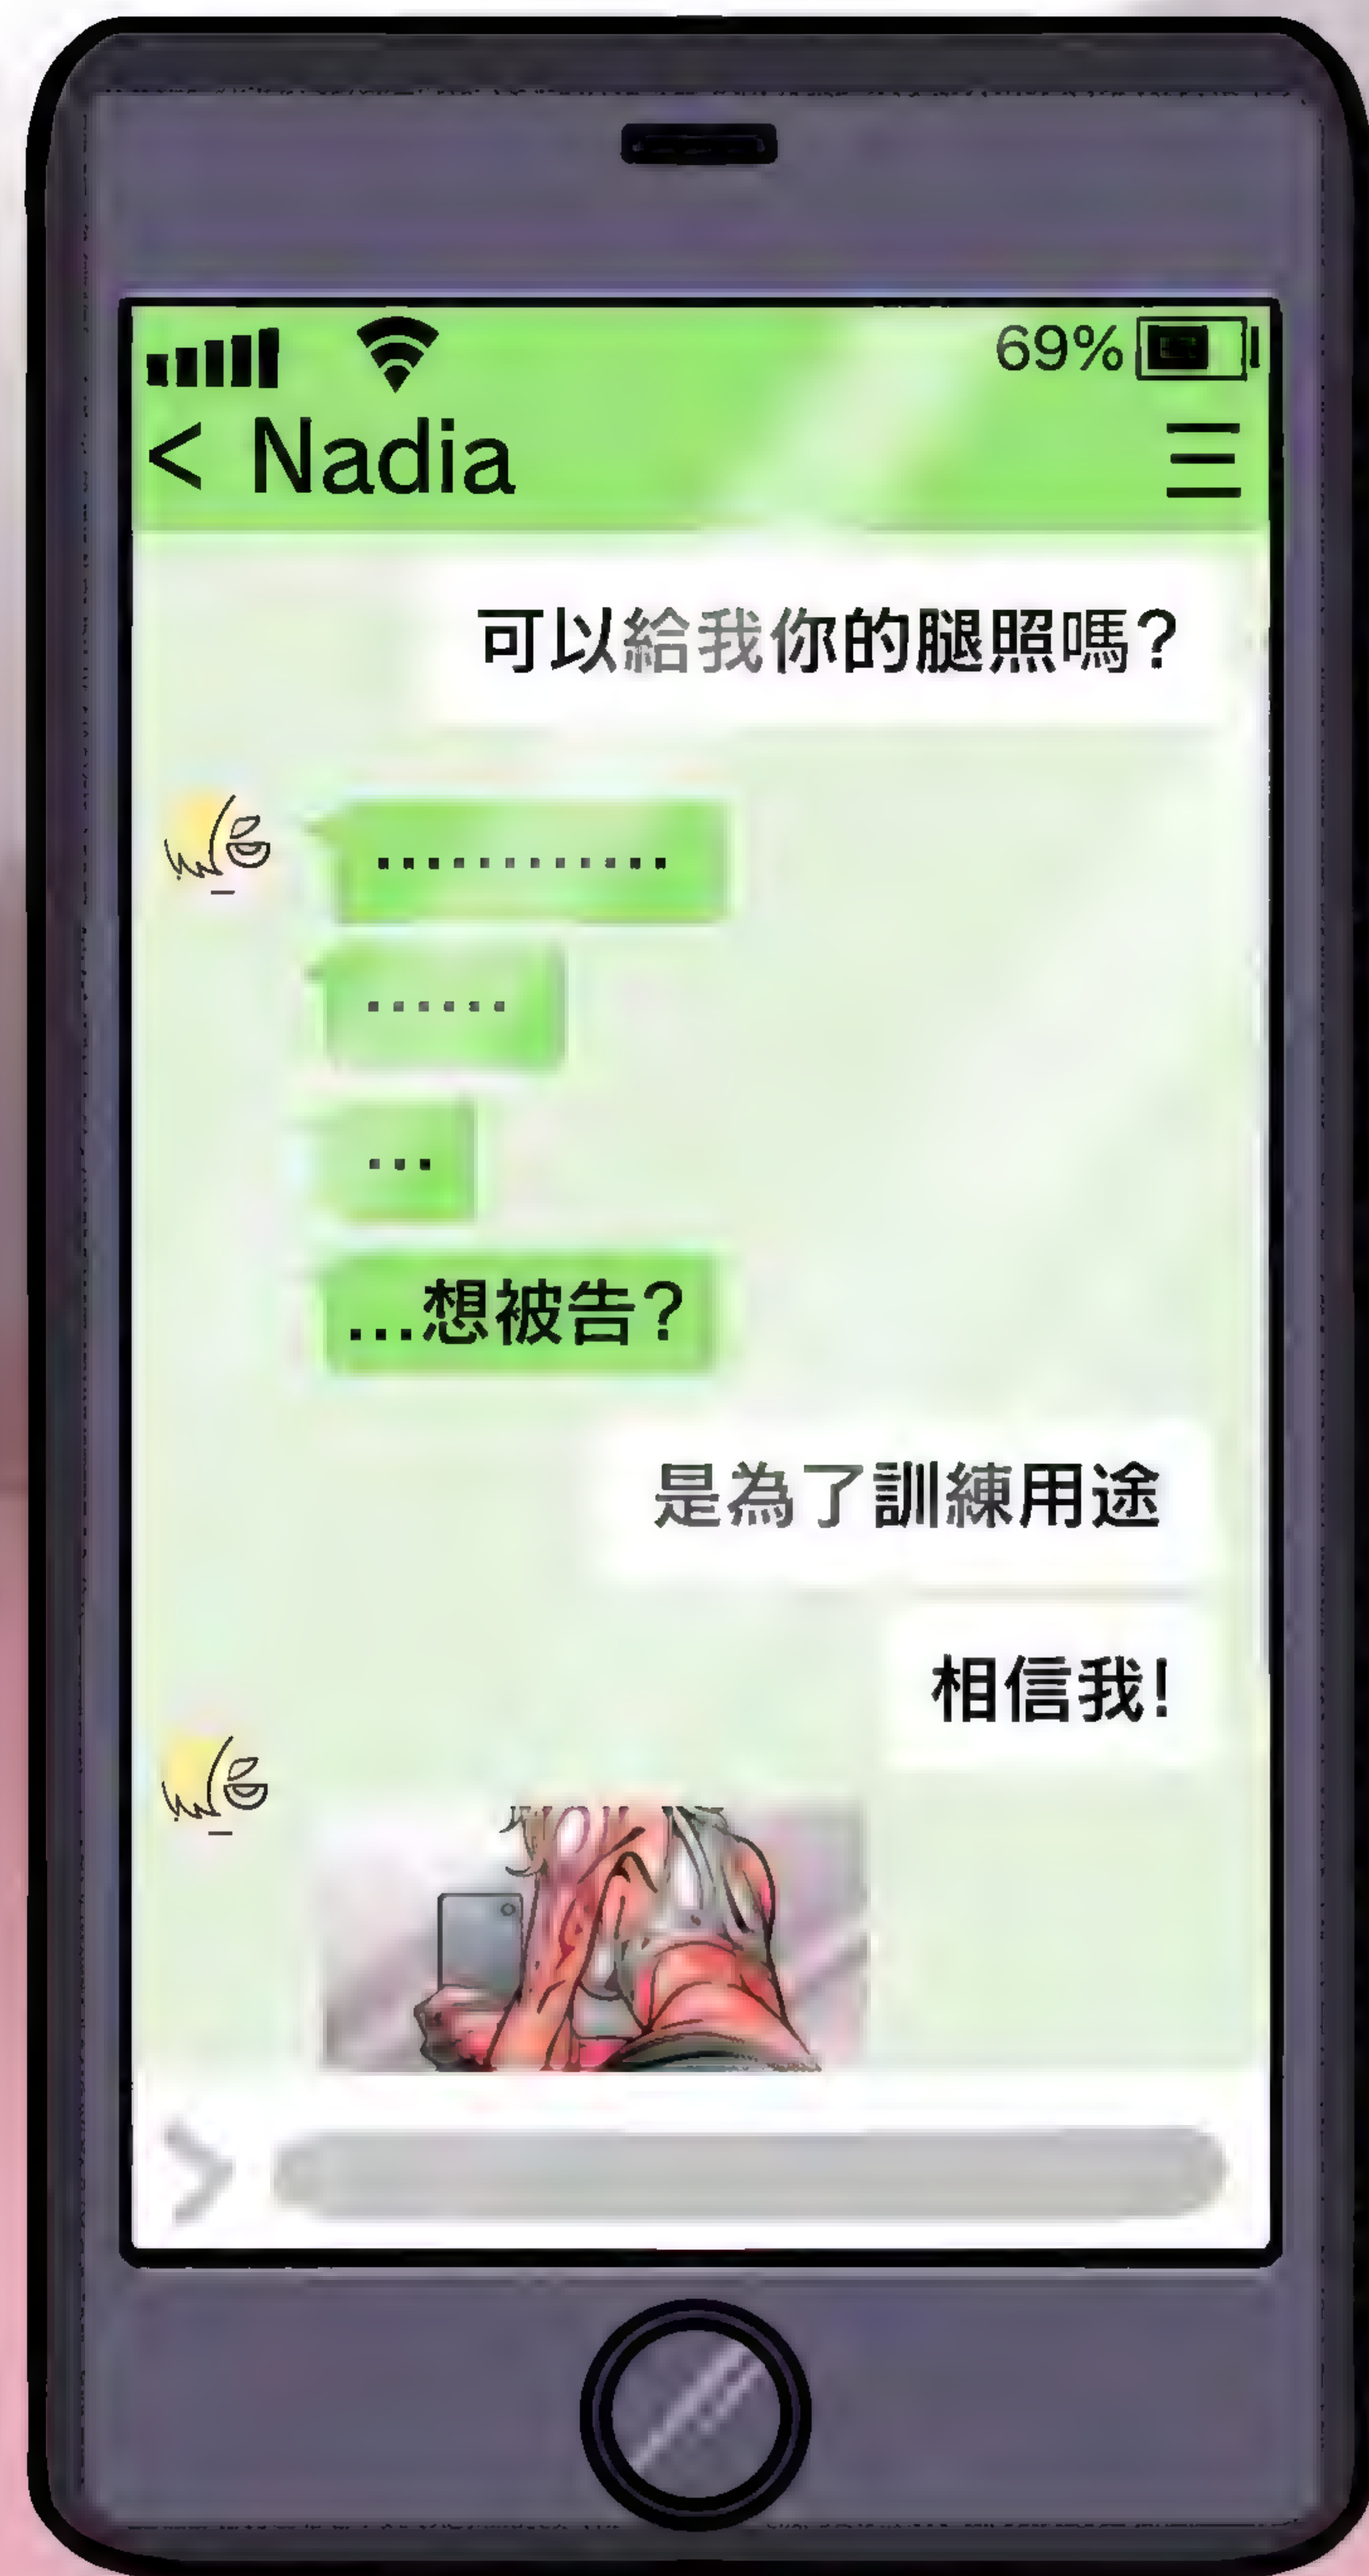 69%
< Nadia
可以給我你的腿照嗎?
............
......
...
...想被告?
是為了訓練用途
相信我!